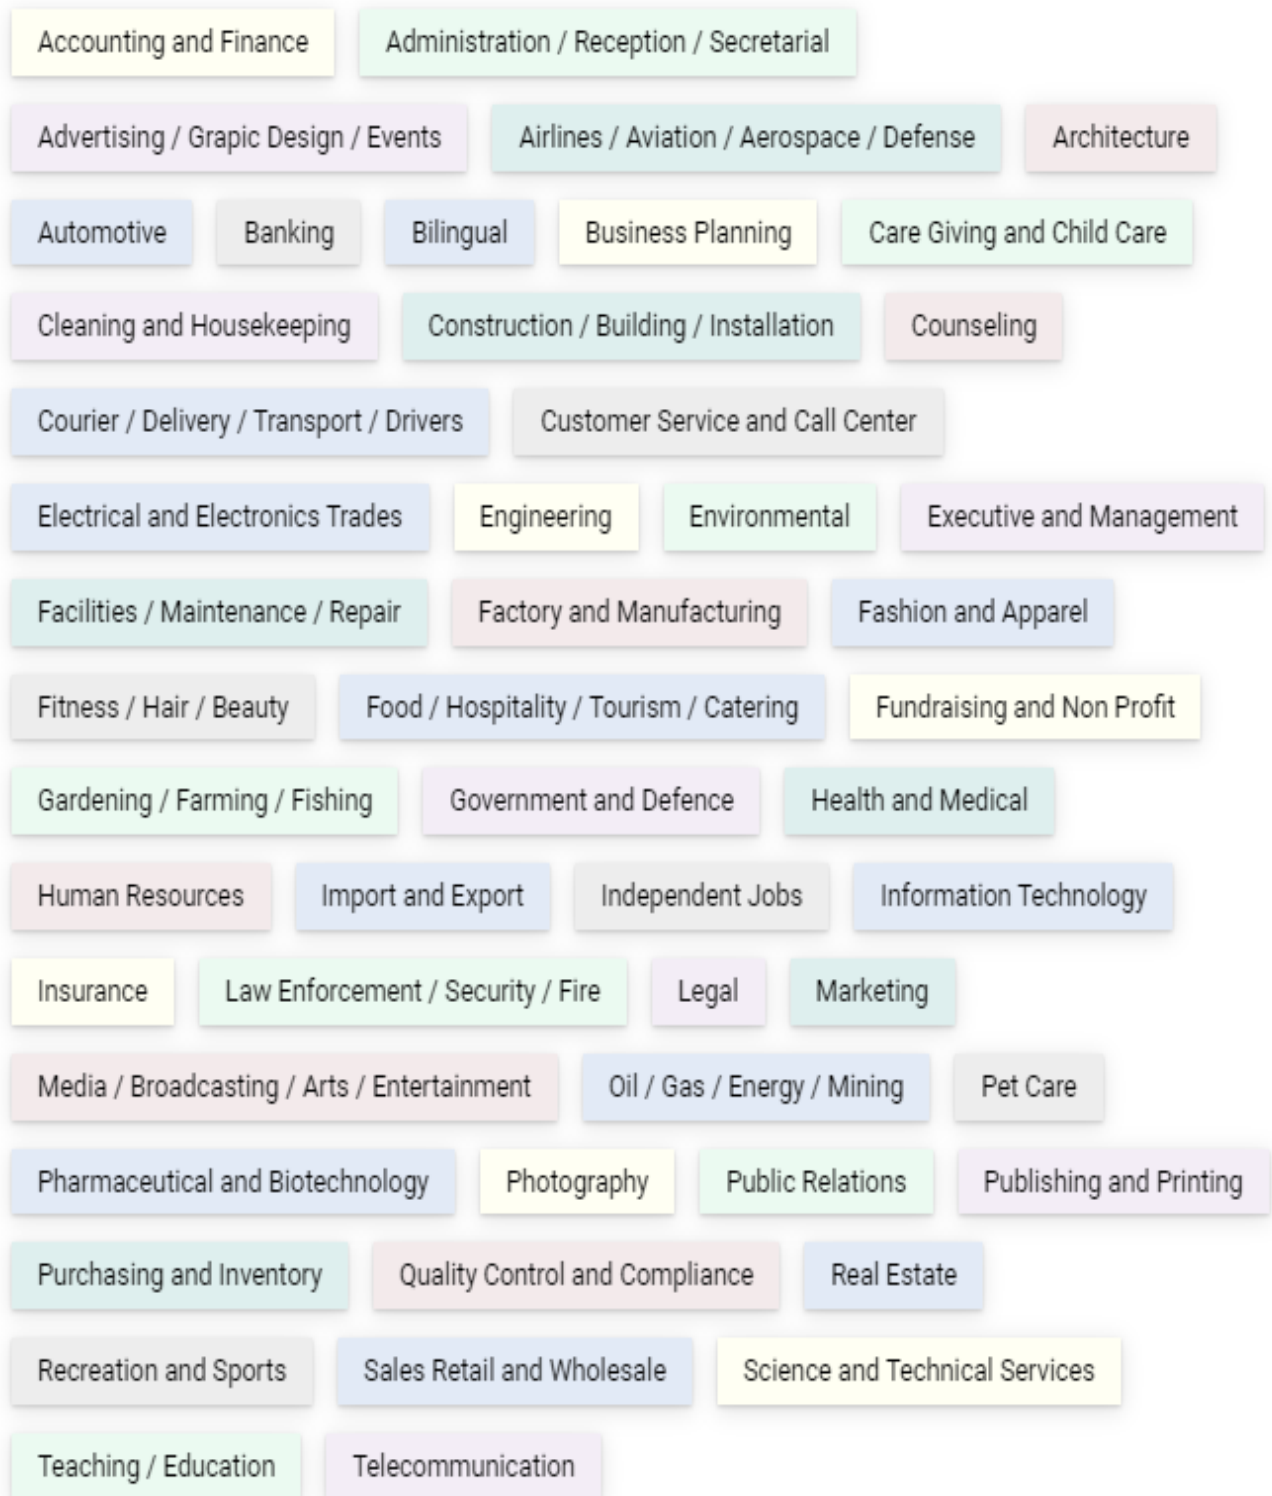 Accounting and Finance Administration / Reception / Secretarial
Advertising / Grapic Design / Events Airlines / Aviation / Aerospace / Defense Architecture
Automotive Banking Bilingual Business Planning Care Giving and Child Care
Cleaning and Housekeeping Construction / Building / Installation Counseling
Courier / Delivery / Transport / Drivers Customer Service and Call Center
Electrical and Electronics Trades Engineering Environmental Executive and Management
Facilities / Maintenance / Repair Factory and Manufacturing Fashion and Apparel
Fitness / Hair / Beauty Food / Hospitality / Tourism / Catering Fundraising and Non Profit
Gardening / Farming / Fishing Government and Defence Health and Medical
Human Resources Import and Export Independent Jobs Information Technology
Insurance Law Enforcement / Security / Fire Legal Marketing
Media / Broadcasting / Arts / Entertainment Oil / Gas / Energy / Mining Pet Care
Pharmaceutical and Biotechnology Photography Public Relations Publishing and Printing
Purchasing and Inventory Quality Control and Compliance Real Estate
Recreation and Sports Sales Retail and Wholesale Science and Technical Services
Teaching / Education Telecommunication